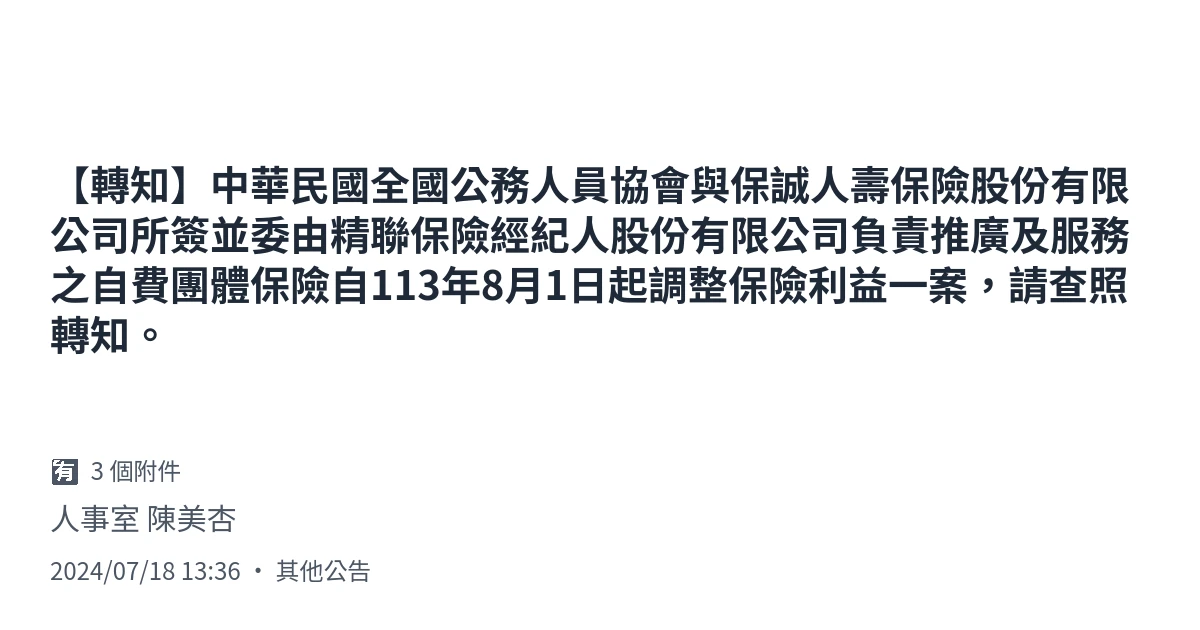 【轉知】中華民國全國公務人員協會與保誠人壽保險股份有限
公司所簽並委由精聯保險經紀人股份有限公司負責推廣及服務
之自費團體保險自113年8月1日起調整保險利益一案，請查照
轉知。
有 3 個附件
人事室 陳美杏
2024/07/18 13:36 • 其他公告